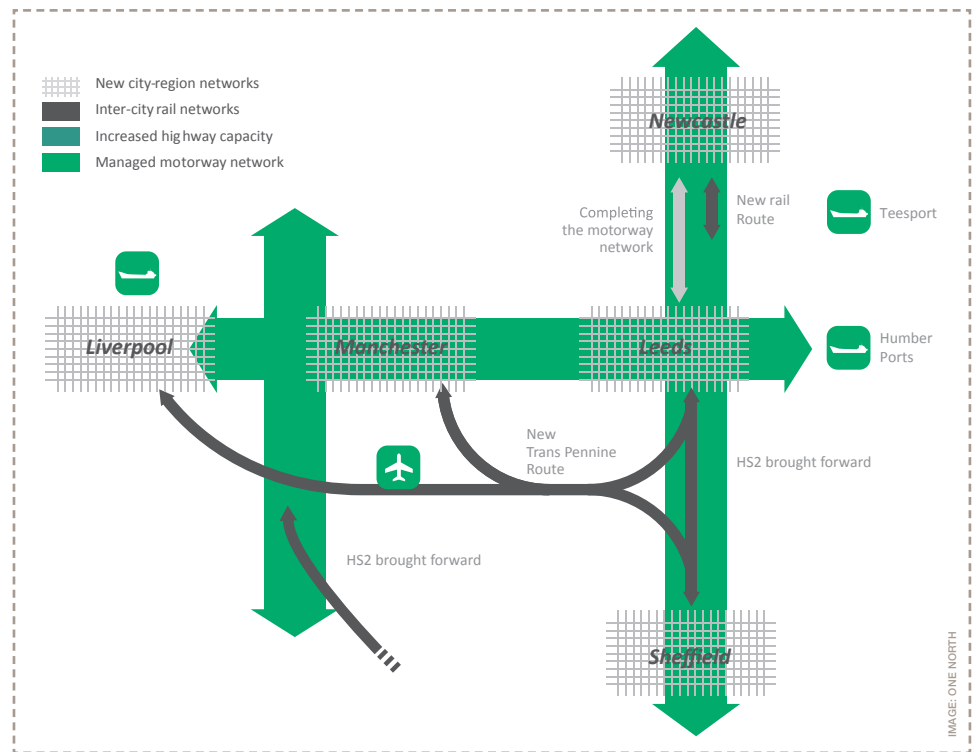 New city-region networks
Inter-city rail networks
Increased hig hway capacity
Managed motorway network
Newcastle
Completing
the motorway
network
New rail
Route
Teesport
Liverpool
Manchester
Leeds
Humber
Ports
New
Trans Pennine
Route
HS2 brought forward
HS2 brought forward
Sheffield
IMAGE: ONE NORTH